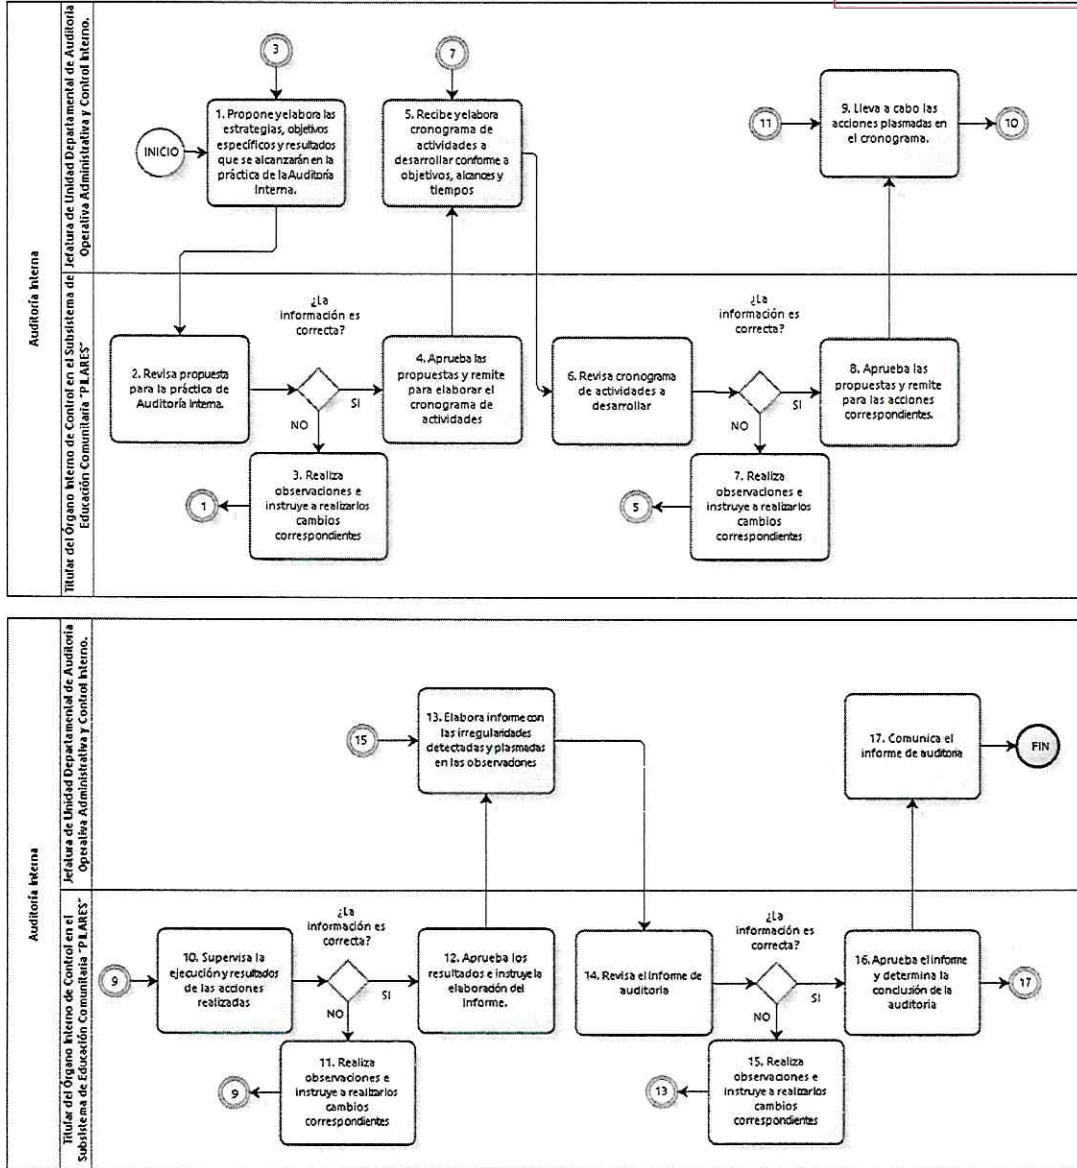 Auditoría Interna
Jefatura de Unidad Departamental de Auditoría
Operativa Administrativa y Control Interno.
3
7
INICIO
1. Propone y elabora las
estrategias, objetivos
específicos y resultados
que se alcanzarán en la
práctica de la Auditoría
Interna.
5. Recibe y elabora
cronograma de
actividades a
desarrollar conforme a
objetivos, alcances y
tiempos
11
9. Lleva a cabo las
acciones plasmadas en
el cronograma.
10
Titular del Órgano Interno de Control en el Subsistema de
Educación Comunitaria "PILARES"
2. Revisa propuesta
para la práctica de
Auditoría Interna.
¿La
información es
correcta?
SI
NO
4. Aprueba las
propuestas y remite
para elaborar el
cronograma de
actividades
3. Realiza
observaciones e
instruye a realizar los
cambios
correspondientes
1
6. Revisa cronograma
de actividades a
desarrollar
¿La
información es
correcta?
SI
NO
8. Aprueba las
propuestas y remite
para las acciones
correspondientes.
7. Realiza
observaciones e
instruye a realizar los
cambios
correspondientes
5
Auditoría Interna
Jefatura de Unidad Departamental de Auditoría
Operativa Administrativa y Control Interno.
15
13. Elabora informe con
las irregularidades
detectadas y plasmadas
en las observaciones
17. Comunica el
informe de auditoria
FIN
Titular del Órgano Interno de Control en el
Subsistema de Educación Comunitaria "PILARES"
9
10. Supervisa la
ejecución y resultados
de las acciones
realizadas
¿La
información es
correcta?
SI
NO
12. Aprueba los
resultados e instruye la
elaboración del
Informe.
11. Realiza
observaciones e
instruye a realizar los
cambios
correspondientes
9
14. Revisa el informe de
auditoria
¿La
información es
correcta?
SI
NO
16. Aprueba el informe
y determina la
conclusión de la
auditoria
17
15. Realiza
observaciones e
instruye a realizar los
cambios
correspondientes
13